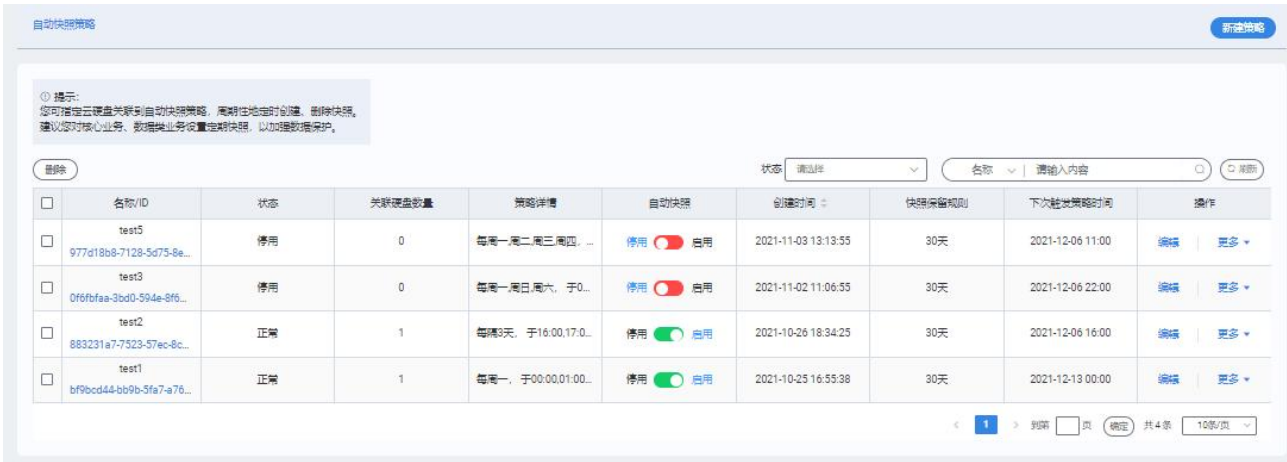 自动快照策略
新建策略
① 提示:
您可指定云硬盘关联到自动快照策略，周期性地定时创建、删除快照。
建议您对核心业务、数据类业务设置定期快照，以加强数据保护。
删除 状态 请选择 名称 请输入内容 刷新
名称/ID 状态 关联硬盘数量 策略详情 自动快照 创建时间 快照保留规则 下次触发策略时间 操作
test5
977d18b8-7128-5d75-8e... 停用 0 每周一,周二,周三,周四, ... 停用 启用 2021-11-03 13:13:55 30天 2021-12-06 11:00 编辑 更多
test3
0f6fbfaa-3bd0-594e-8f6... 停用 0 每周一,周日,周六，于0... 停用 启用 2021-11-02 11:06:55 30天 2021-12-06 22:00 编辑 更多
test2
883231a7-7523-57ec-8c... 正常 1 每隔3天，于16:00,17:0... 停用 启用 2021-10-26 18:34:25 30天 2021-12-06 16:00 编辑 更多
test1
bf9bcd44-bb9b-5fa7-a76... 正常 1 每周一，于00:00,01:00... 停用 启用 2021-10-25 16:55:38 30天 2021-12-13 00:00 编辑 更多
< 1 > 到第 页 确定 共4条 10条/页